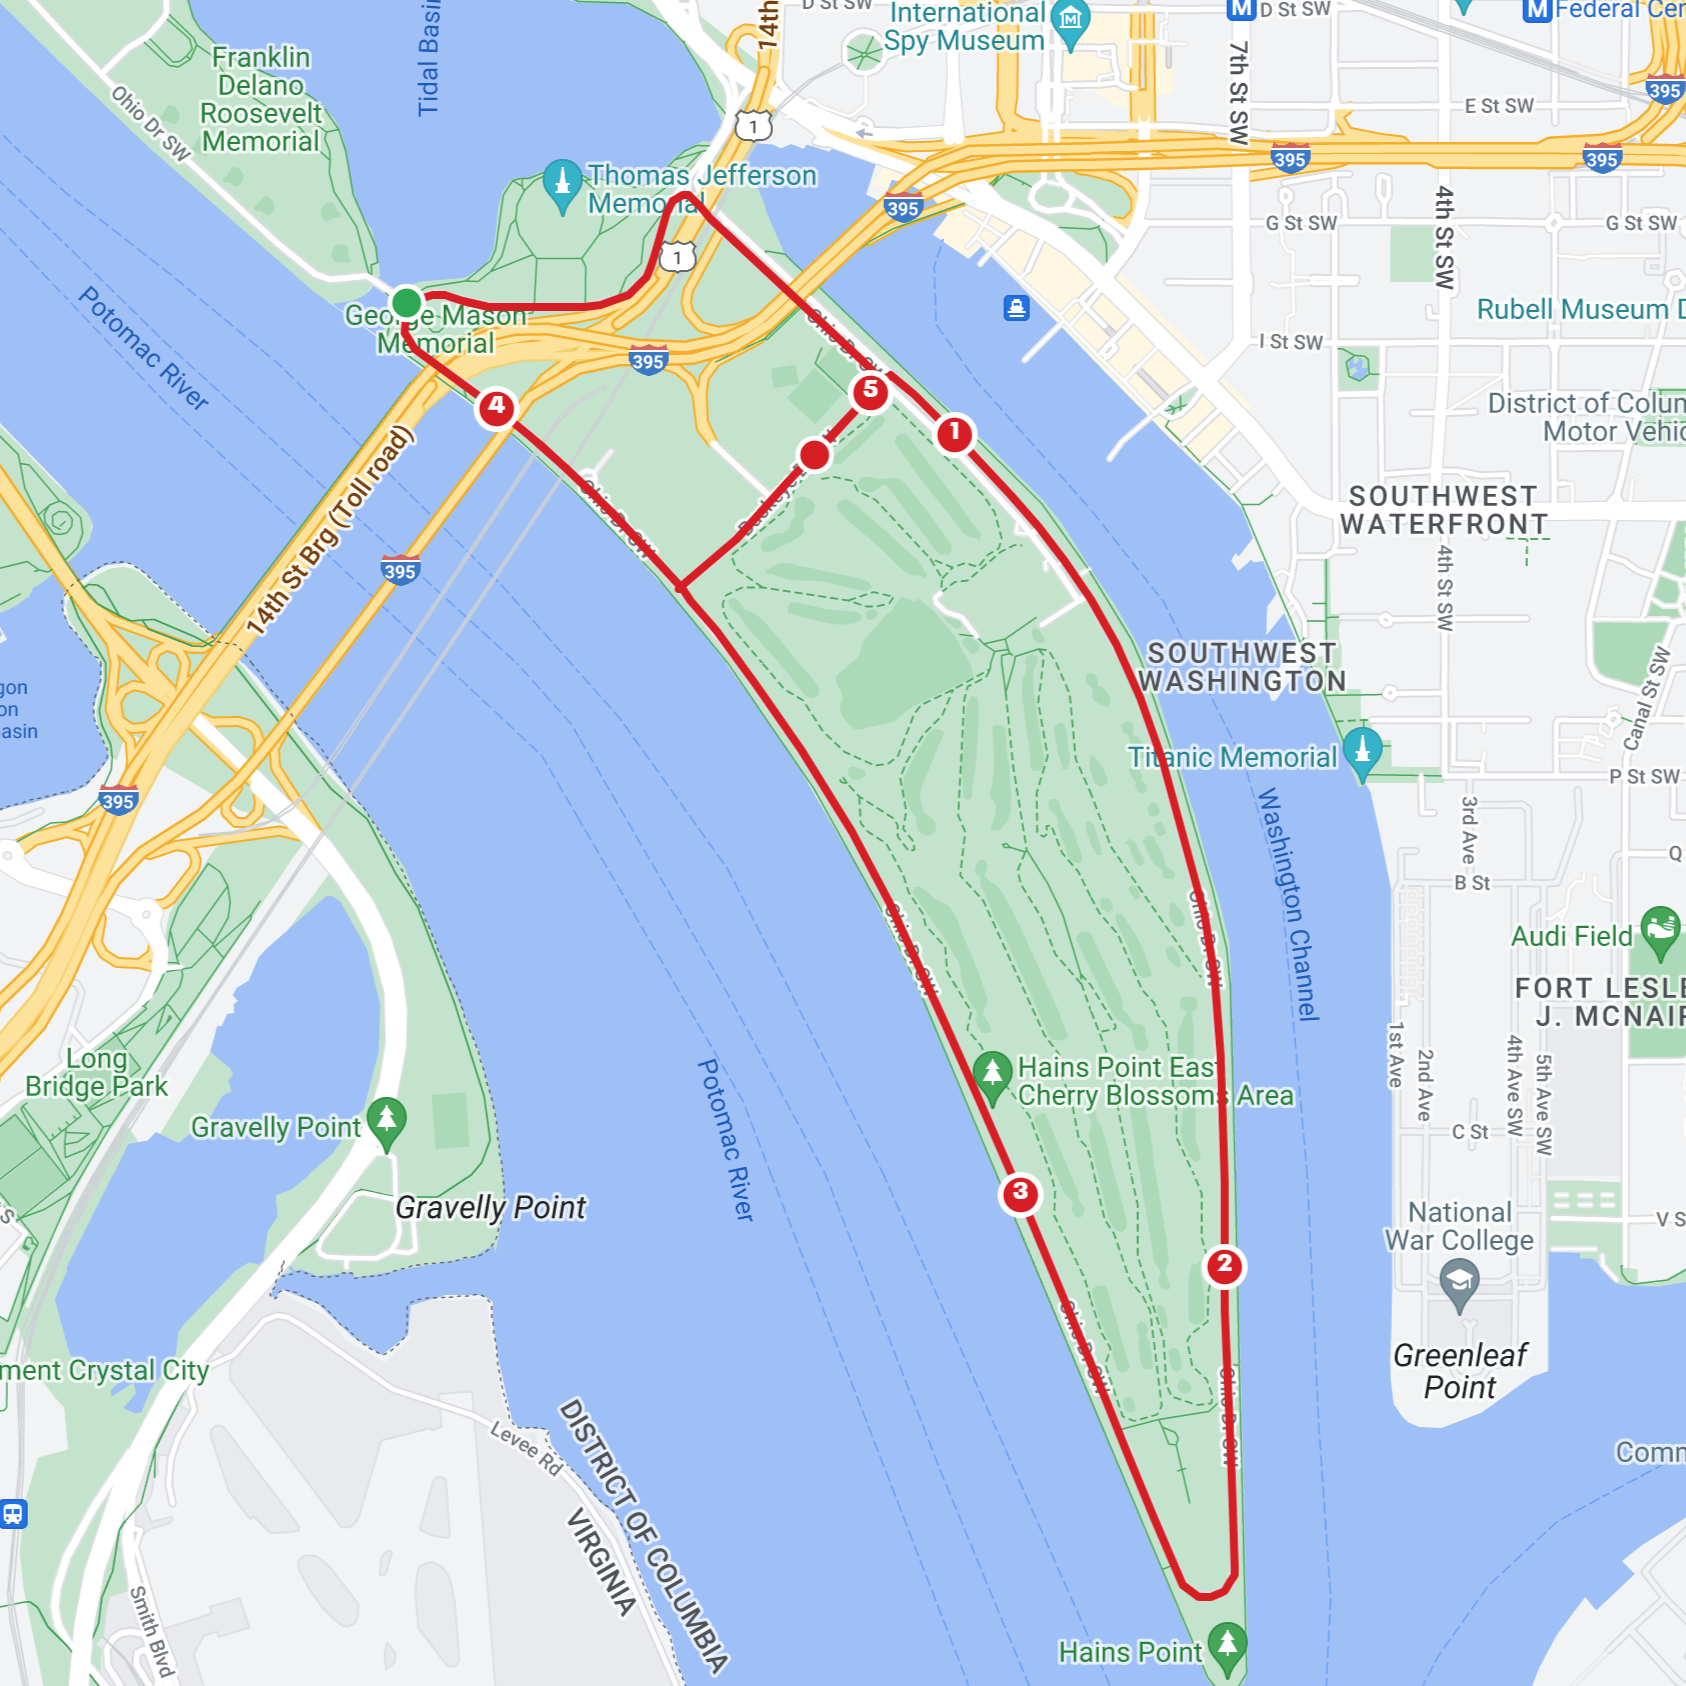 D St SW
International
Spy Museum
14th
M
D St SW
M
Federal Cen
7th St SW
Tidal Basin
Franklin
Delano
Roosevelt
Memorial
Ohio Dr SW
395
E St SW
1
395
395
Thomas Jefferson
Memorial
395
4th St SW
G St SW
G St SW
1
George Mason
Memorial
Potomac River
Rubell Museum D
Ohio Dr SW
I St SW
395
5
4
1
District of Colum
Motor Vehic
14th St Brg (Toll road)
Ohio Dr SW
SOUTHWEST
WATERFRONT
395
4th St SW
SOUTHWEST
WASHINGTON
Canal St SW
gon
on
asin
Titanic Memorial
P St SW
395
3rd Ave
Washington Channel
Q
B St
Ohio Dr SW
Ohio Dr SW
Audi Field
FORT LESLE
J. MCNAIR
1st Ave
2nd Ave
4th Ave SW
5th Ave SW
Long
Bridge Park
Hains Point East
Cherry Blossoms Area
Potomac River
Gravelly Point
C St
3
Gravelly Point
S
National
War College
V S
2
Ohio Dr SW
Greenleaf
Point
ment Crystal City
Ohio Dr SW
Levee Rd
DISTRICT OF COLUMBIA
VIRGINIA
Comm
Smith Blvd
Hains Point